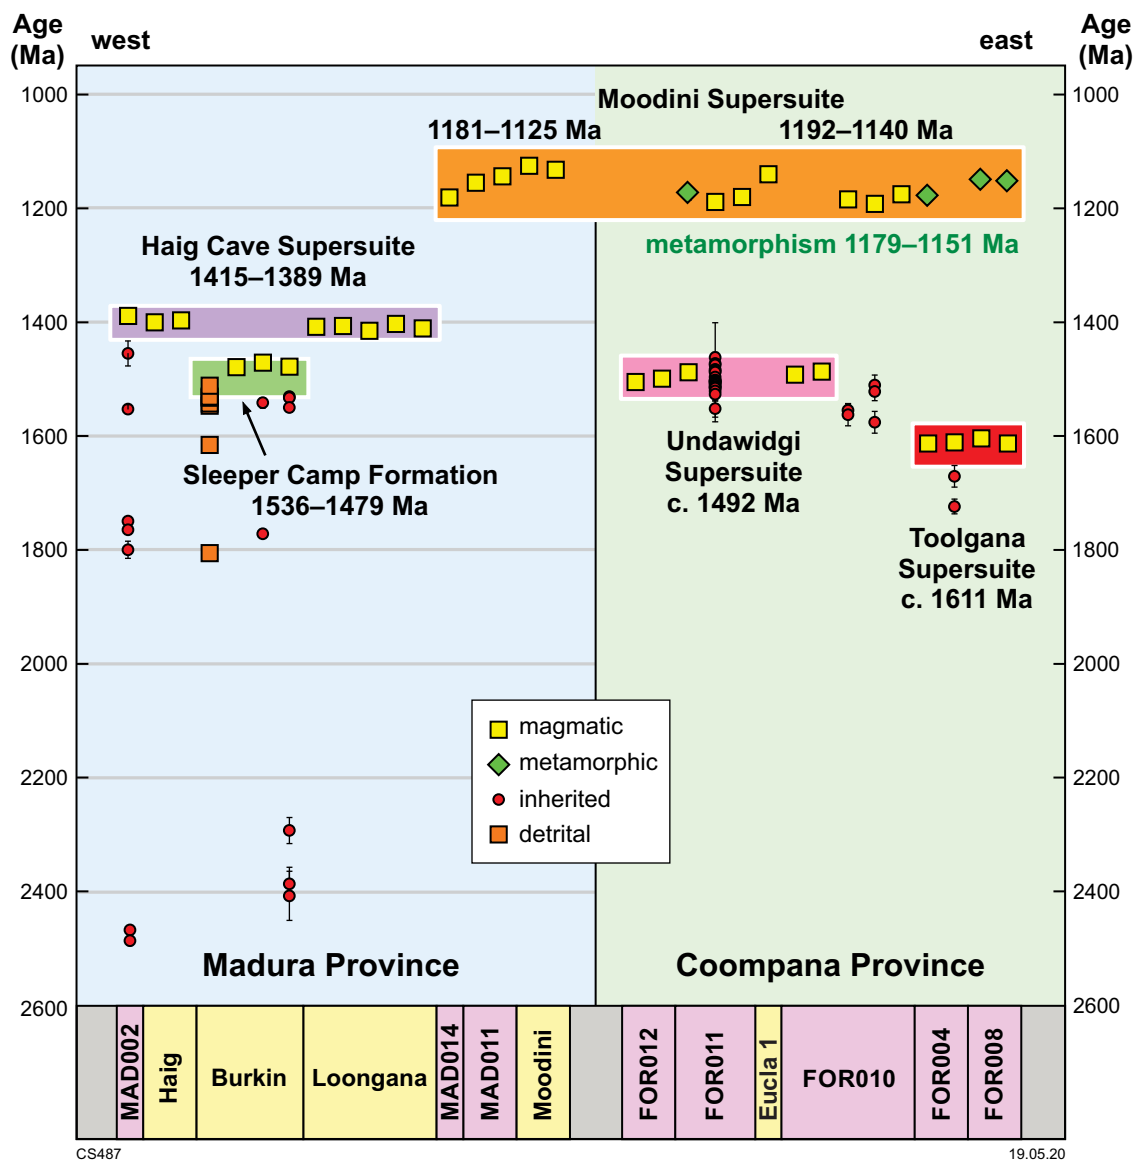 Age
(Ma)
west
east
Age
(Ma)
1000
1200
1400
1600
1800
2000
2200
2400
2600
1000
1200
1400
1600
1800
2000
2200
2400
2600
Moodini Supersuite
1181–1125 Ma
1192–1140 Ma
metamorphism 1179–1151 Ma
Haig Cave Supersuite
1415–1389 Ma
Sleeper Camp Formation
1536–1479 Ma
Undawidgi
Supersuite
c. 1492 Ma
Toolgana
Supersuite
c. 1611 Ma
magmatic
metamorphic
inherited
detrital
Madura Province
Coompana Province
MAD002
Haig
Burkin
Loongana
MAD014
MAD011
Moodini
FOR012
FOR011
Eucla 1
FOR010
FOR004
FOR008
CS487
19.05.20